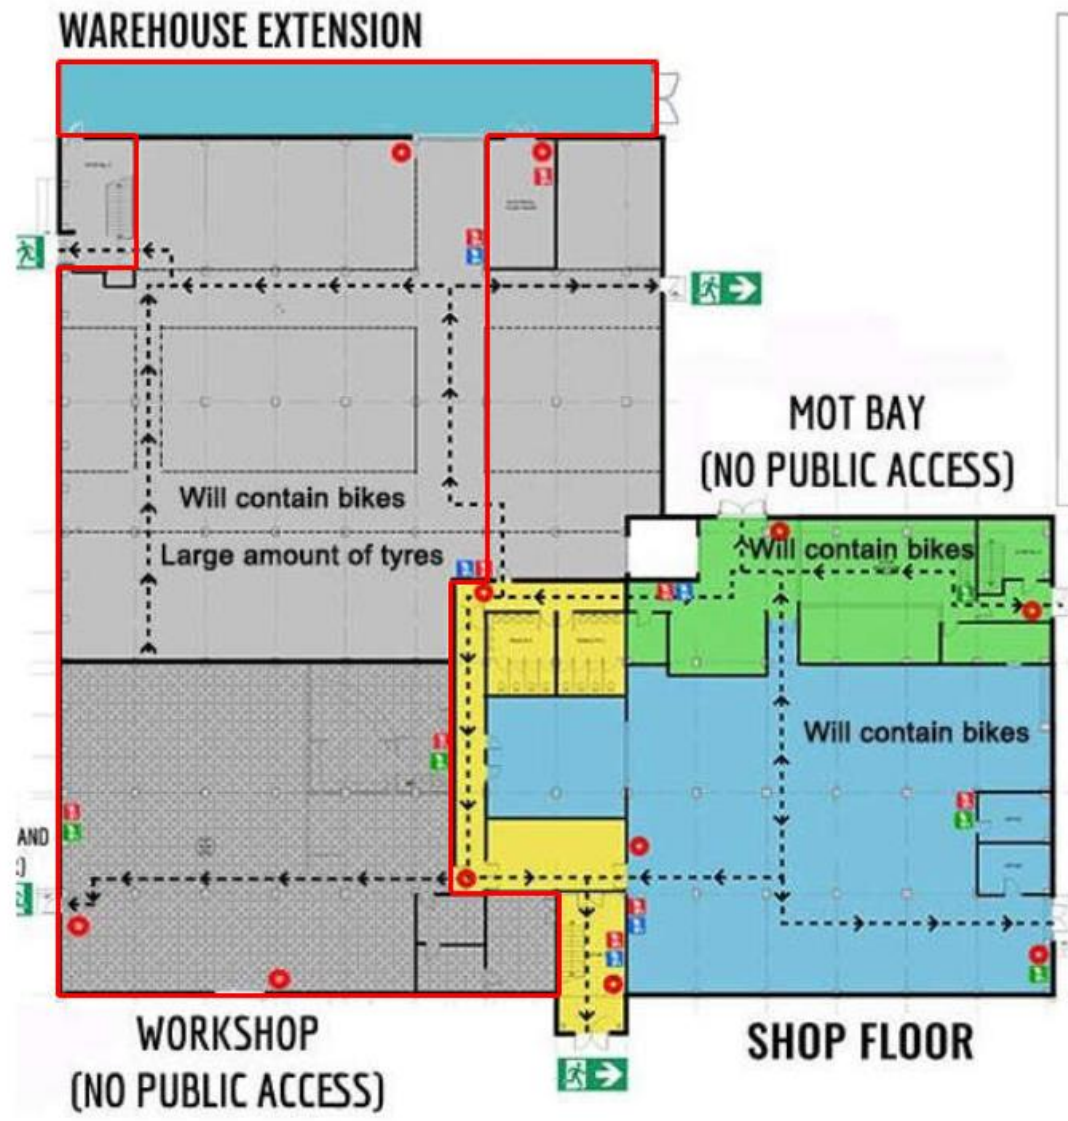 WAREHOUSE EXTENSION
MOT BAY
(NO PUBLIC ACCESS)
Will contain bikes
Will contain bikes
Large amount of tyres
Will contain bikes
AND
WORKSHOP
(NO PUBLIC ACCESS)
SHOP FLOOR